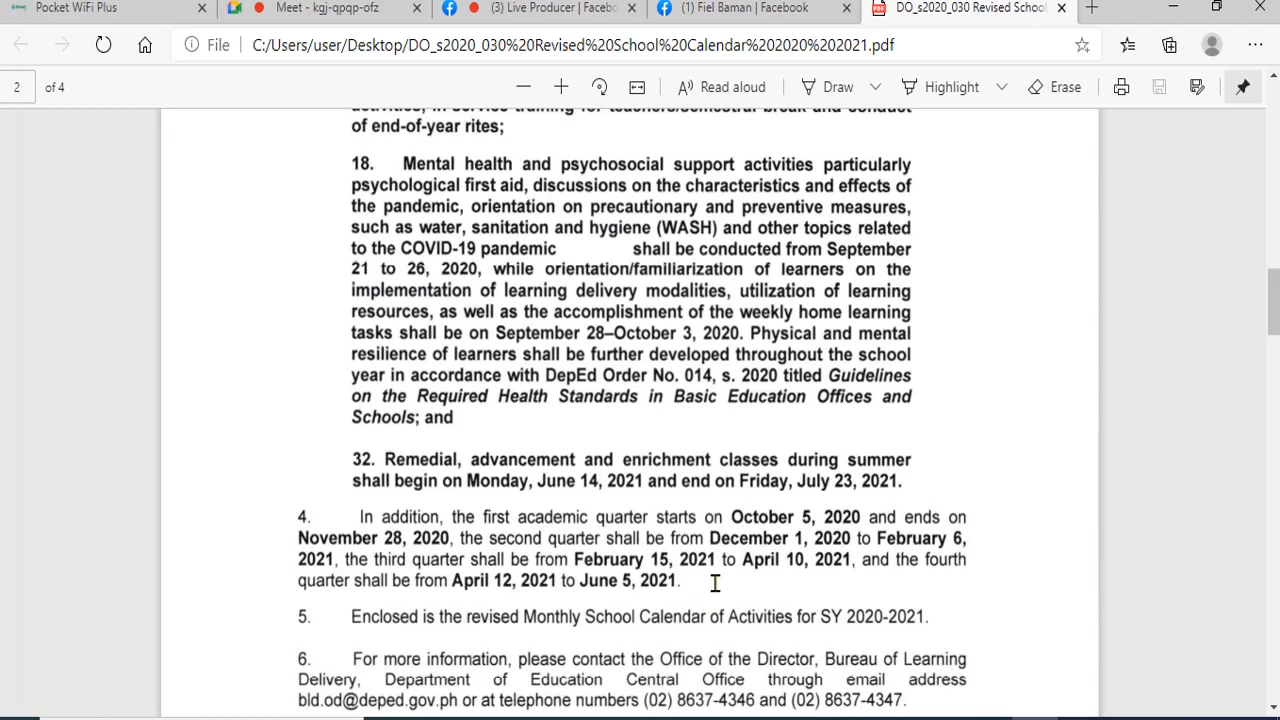 Pocket WiFi Plus
Meet - kgj-qpqp-ofz
(3) Live Producer | Facebo
(1) Fiel Baman | Facebook
DO_s2020_030 Revised School
File
C:/Users/user/Desktop/DO_s2020_030%20Revised%20School%20Calendar%202020%202021.pdf
2 of 4
Read aloud
Draw
Highlight
Erase
activities, in-service training for teachers/semestral break and conduct
of end-of-year rites;
18. Mental health and psychosocial support activities particularly
psychological first aid, discussions on the characteristics and effects of
the pandemic, orientation on precautionary and preventive measures,
such as water, sanitation and hygiene (WASH) and other topics related
to the COVID-19 pandemic shall be conducted from September
21 to 26, 2020, while orientation/familiarization of learners on the
implementation of learning delivery modalities, utilization of learning
resources, as well as the accomplishment of the weekly home learning
tasks shall be on September 28–October 3, 2020. Physical and mental
resilience of learners shall be further developed throughout the school
year in accordance with DepEd Order No. 014, s. 2020 titled Guidelines
on the Required Health Standards in Basic Education Offices and
Schools; and
32. Remedial, advancement and enrichment classes during summer
shall begin on Monday, June 14, 2021 and end on Friday, July 23, 2021.
4. In addition, the first academic quarter starts on October 5, 2020 and ends on
November 28, 2020, the second quarter shall be from December 1, 2020 to February 6,
2021, the third quarter shall be from February 15, 2021 to April 10, 2021, and the fourth
quarter shall be from April 12, 2021 to June 5, 2021.
5. Enclosed is the revised Monthly School Calendar of Activities for SY 2020-2021.
6. For more information, please contact the Office of the Director, Bureau of Learning
Delivery, Department of Education Central Office through email address
bld.od@deped.gov.ph or at telephone numbers (02) 8637-4346 and (02) 8637-4347.